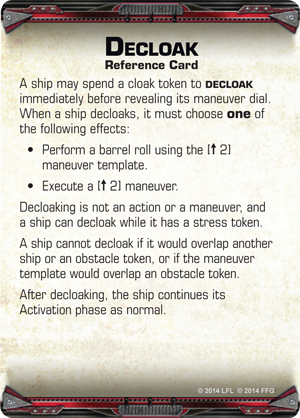 DECLOAK
Reference Card
A ship may spend a cloak token to DECLOAK
immediately before revealing its maneuver dial.
When a ship decloaks, it must choose one of
the following effects:
• Perform a barrel roll using the [↑ 2]
maneuver template.
• Execute a [↑ 2] maneuver.
Decloaking is not an action or a maneuver, and
a ship can decloak while it has a stress token.
A ship cannot decloak if it would overlap another
ship or an obstacle token, or if the maneuver
template would overlap an obstacle token.
After decloaking, the ship continues its
Activation phase as normal.
© 2014 LFL © 2014 FFG